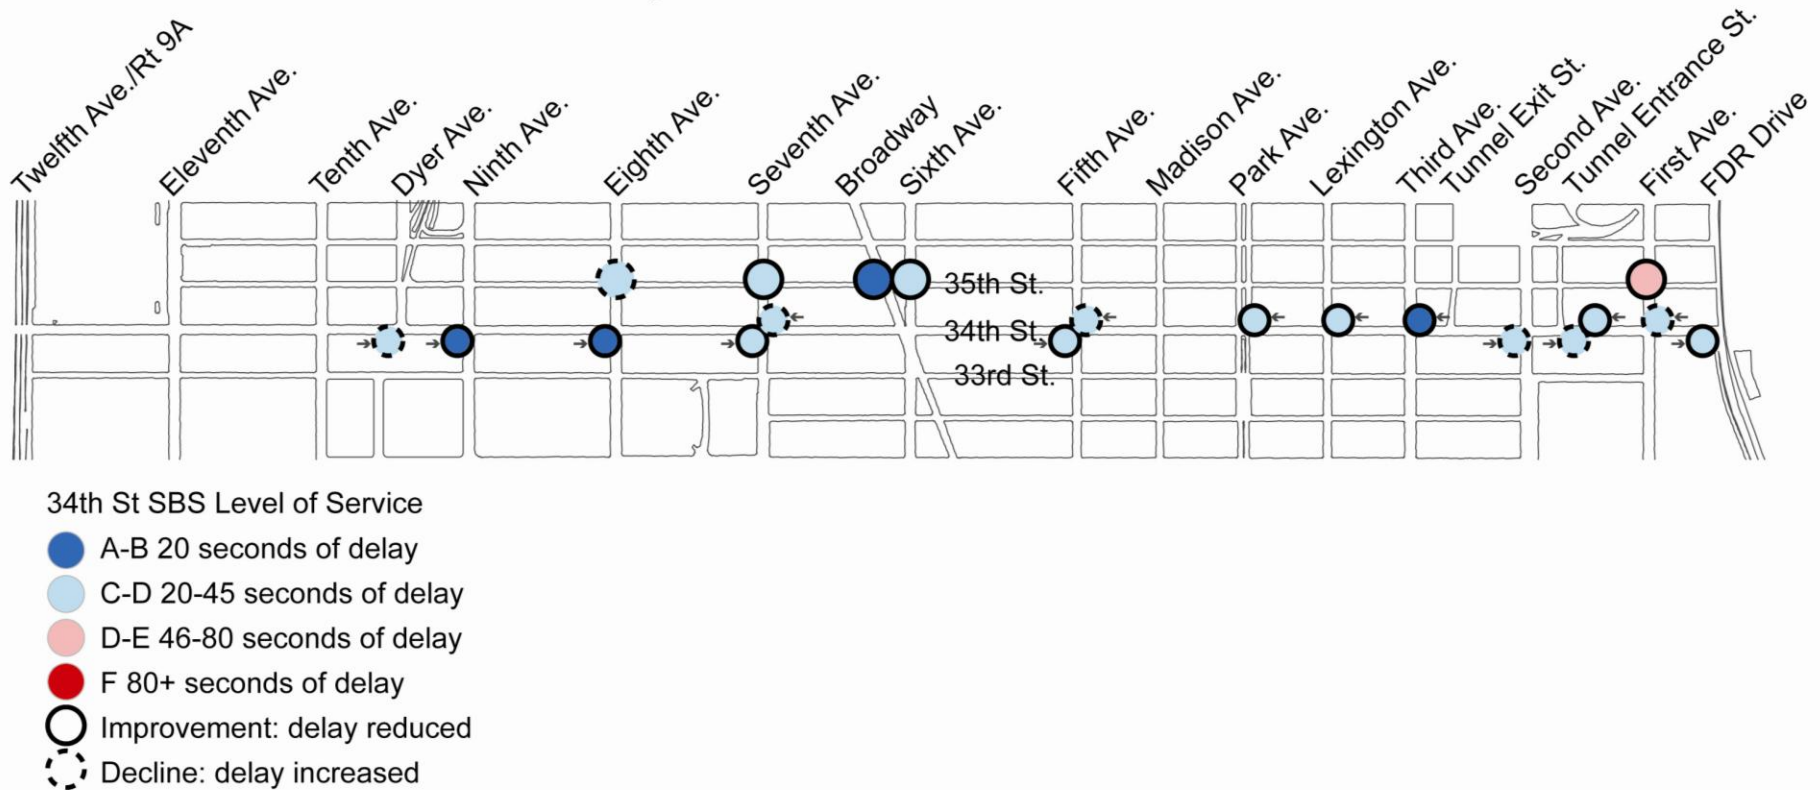 Twelfth Ave./Rt 9A
Eleventh Ave.
Tenth Ave.
Dyer Ave.
Ninth Ave.
Eighth Ave.
Seventh Ave.
Broadway
Sixth Ave.
Fifth Ave.
Madison Ave.
Park Ave.
Lexington Ave.
Third Ave.
Tunnel Exit St.
Second Ave.
Tunnel Entrance St.
First Ave.
FDR Drive
35th St.
34th St.
33rd St.
34th St SBS Level of Service
A-B 20 seconds of delay
C-D 20-45 seconds of delay
D-E 46-80 seconds of delay
F 80+ seconds of delay
Improvement: delay reduced
Decline: delay increased